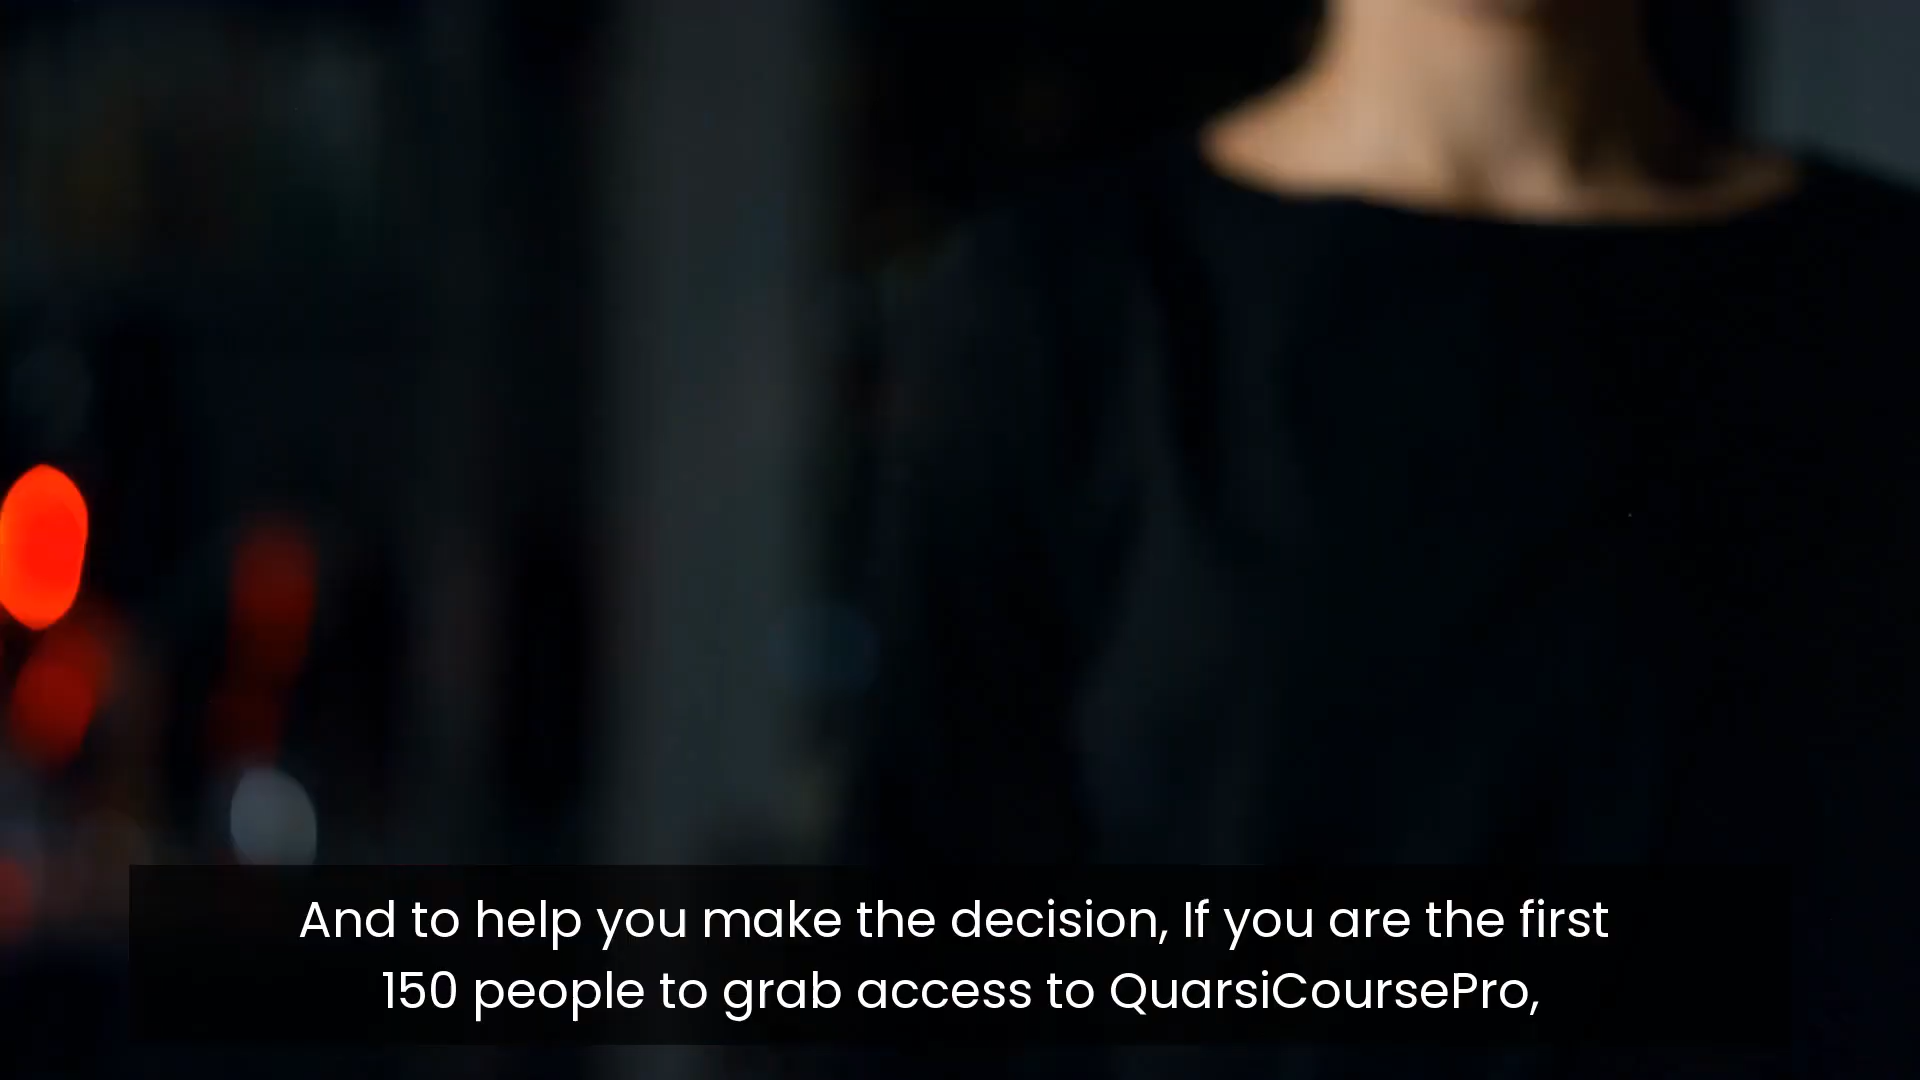 And to help you make the decision, If you are the first
150 people to grab access to QuarsiCoursePro,